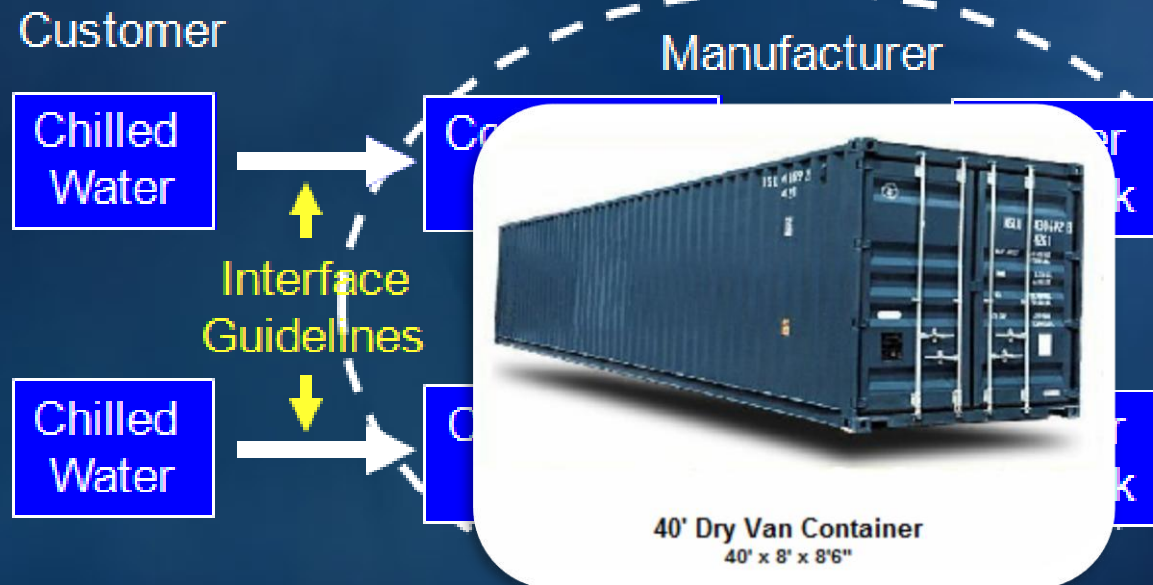 Customer
Manufacturer
Chilled
Water
Interface
Guidelines
Chilled
Water
40' Dry Van Container
40' x 8' x 8'6"